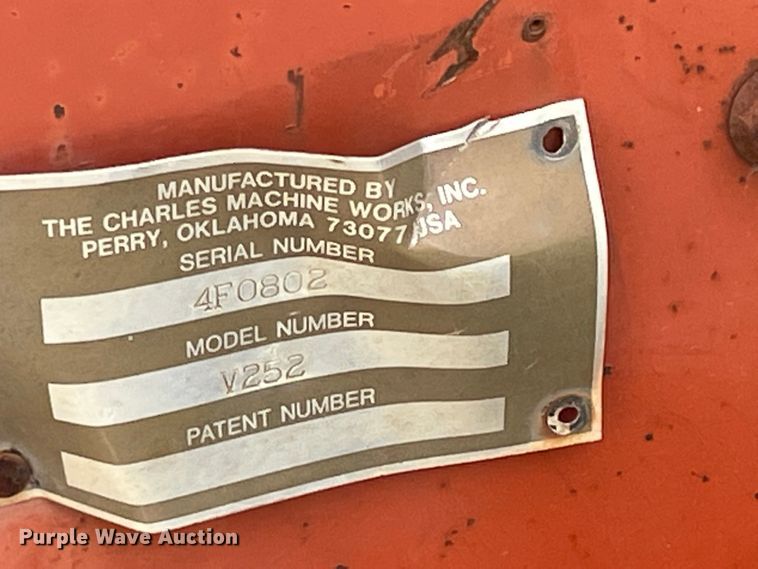 MANUFACTURED BY
THE CHARLES MACHINE WORKS, INC.
PERRY, OKLAHOMA 73077 USA
SERIAL NUMBER
4F0802
MODEL NUMBER
V252
PATENT NUMBER
Purple Wave Auction